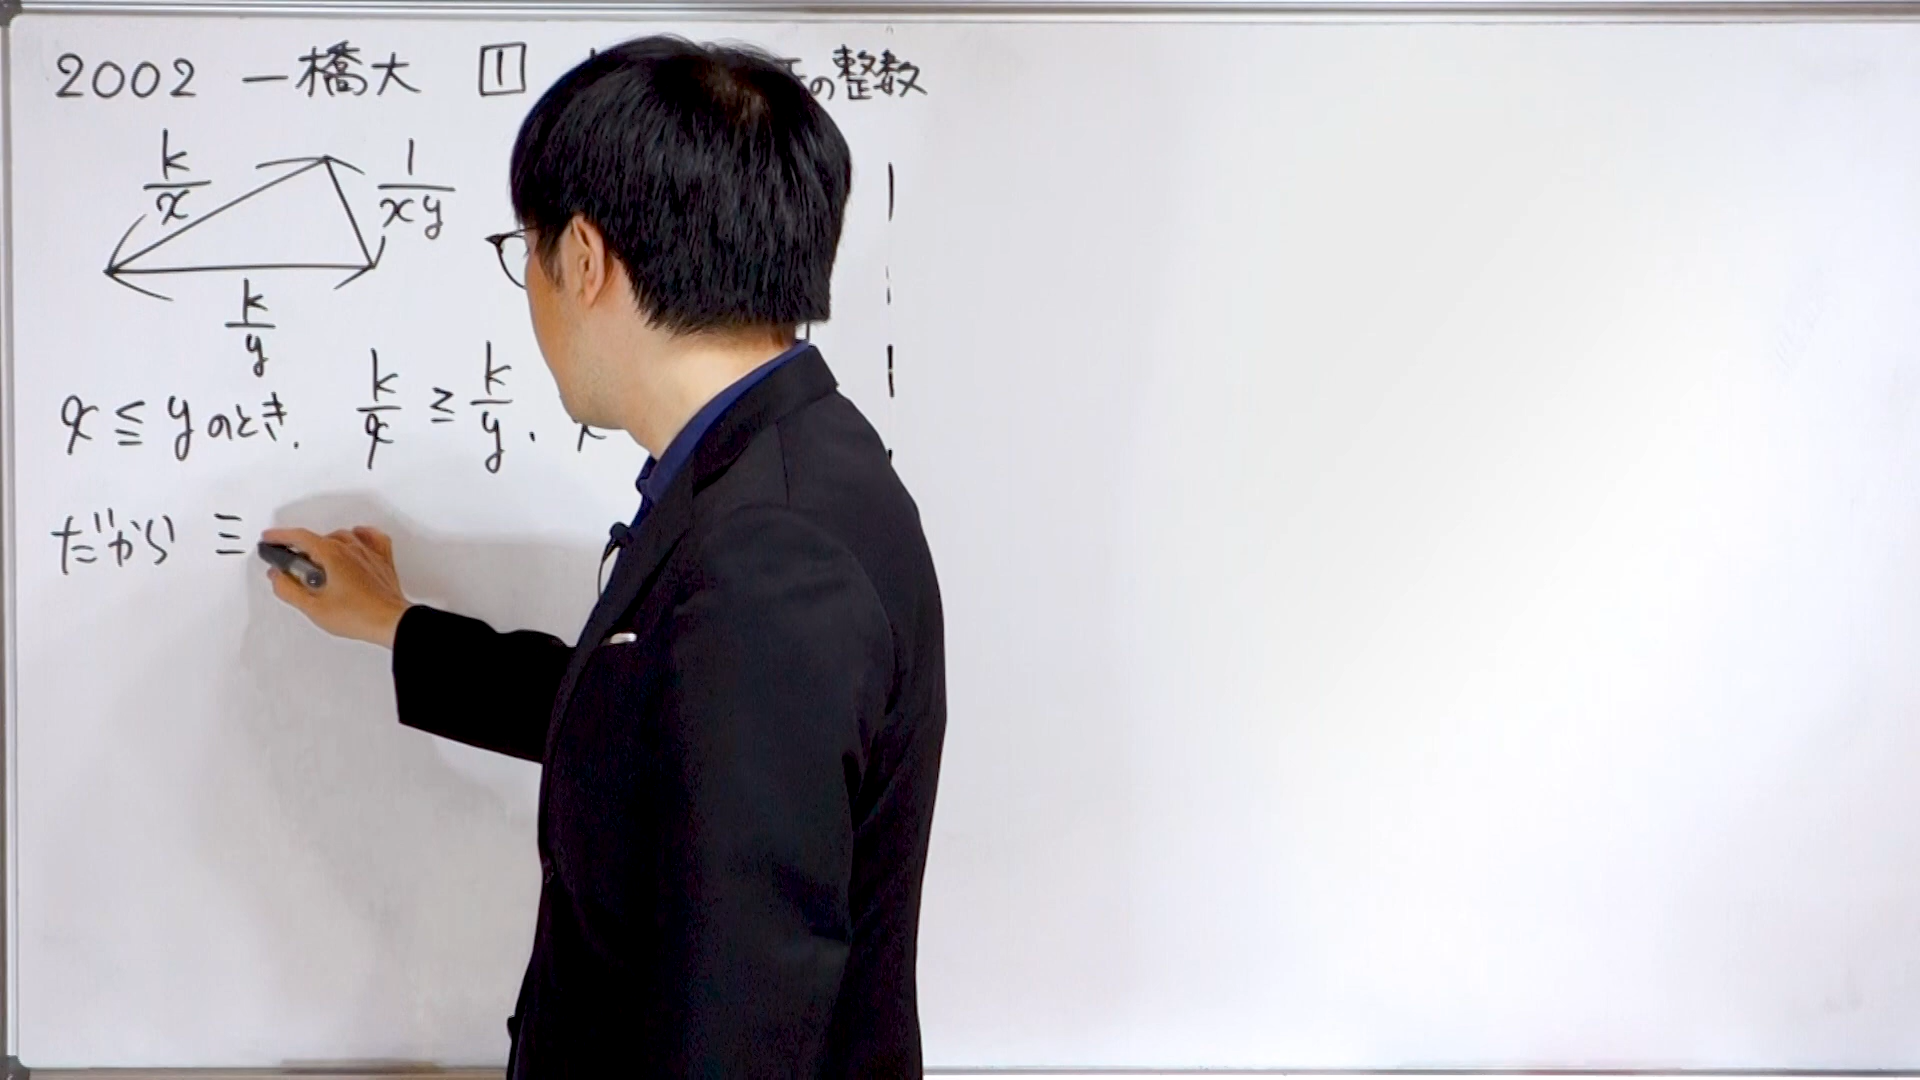 2002 一橋大 1 の整数
k/x
1/xy
k/y
x ≦ y のとき. k/x ≧ k/y .
だから 三